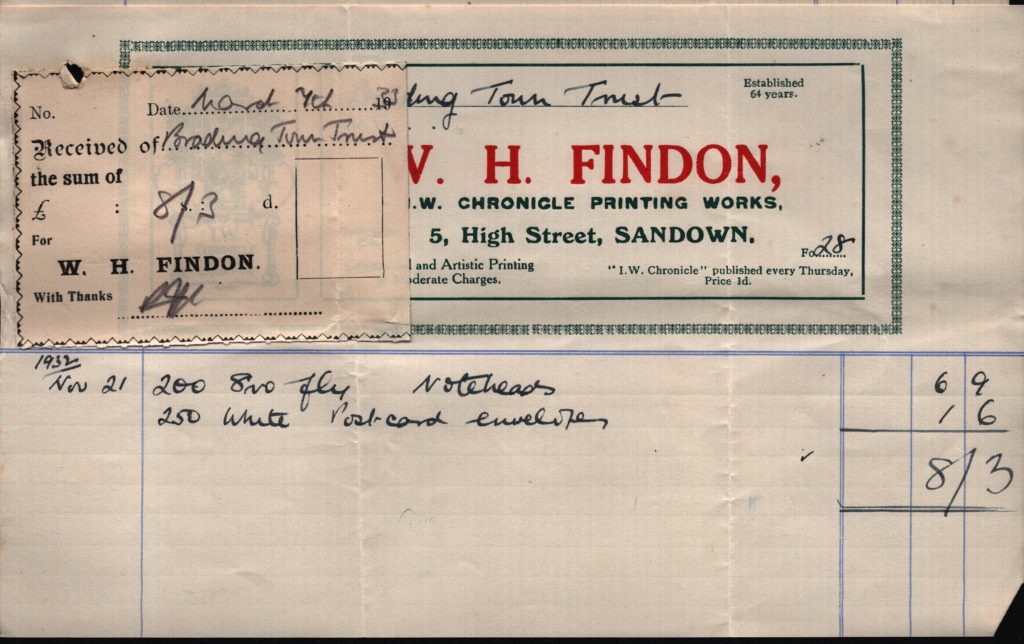 No. Date March 7th 1933
Received of Brading Town Trust
the sum of
£ : 8/3 s. : d.
For
W. H. FINDON.
With Thanks
ding Town Trust
Established
64 years.
W. H. FINDON,
I.W. CHRONICLE PRINTING WORKS,
5, High Street, SANDOWN.
Fo. 28
l and Artistic Printing
oderate Charges.
"I.W. Chronicle" published every Thursday,
Price 1d.
1932
Nov 21 200 8vo fly Noteheads 6 9
250 White Postcard envelopes 1 6
8/3